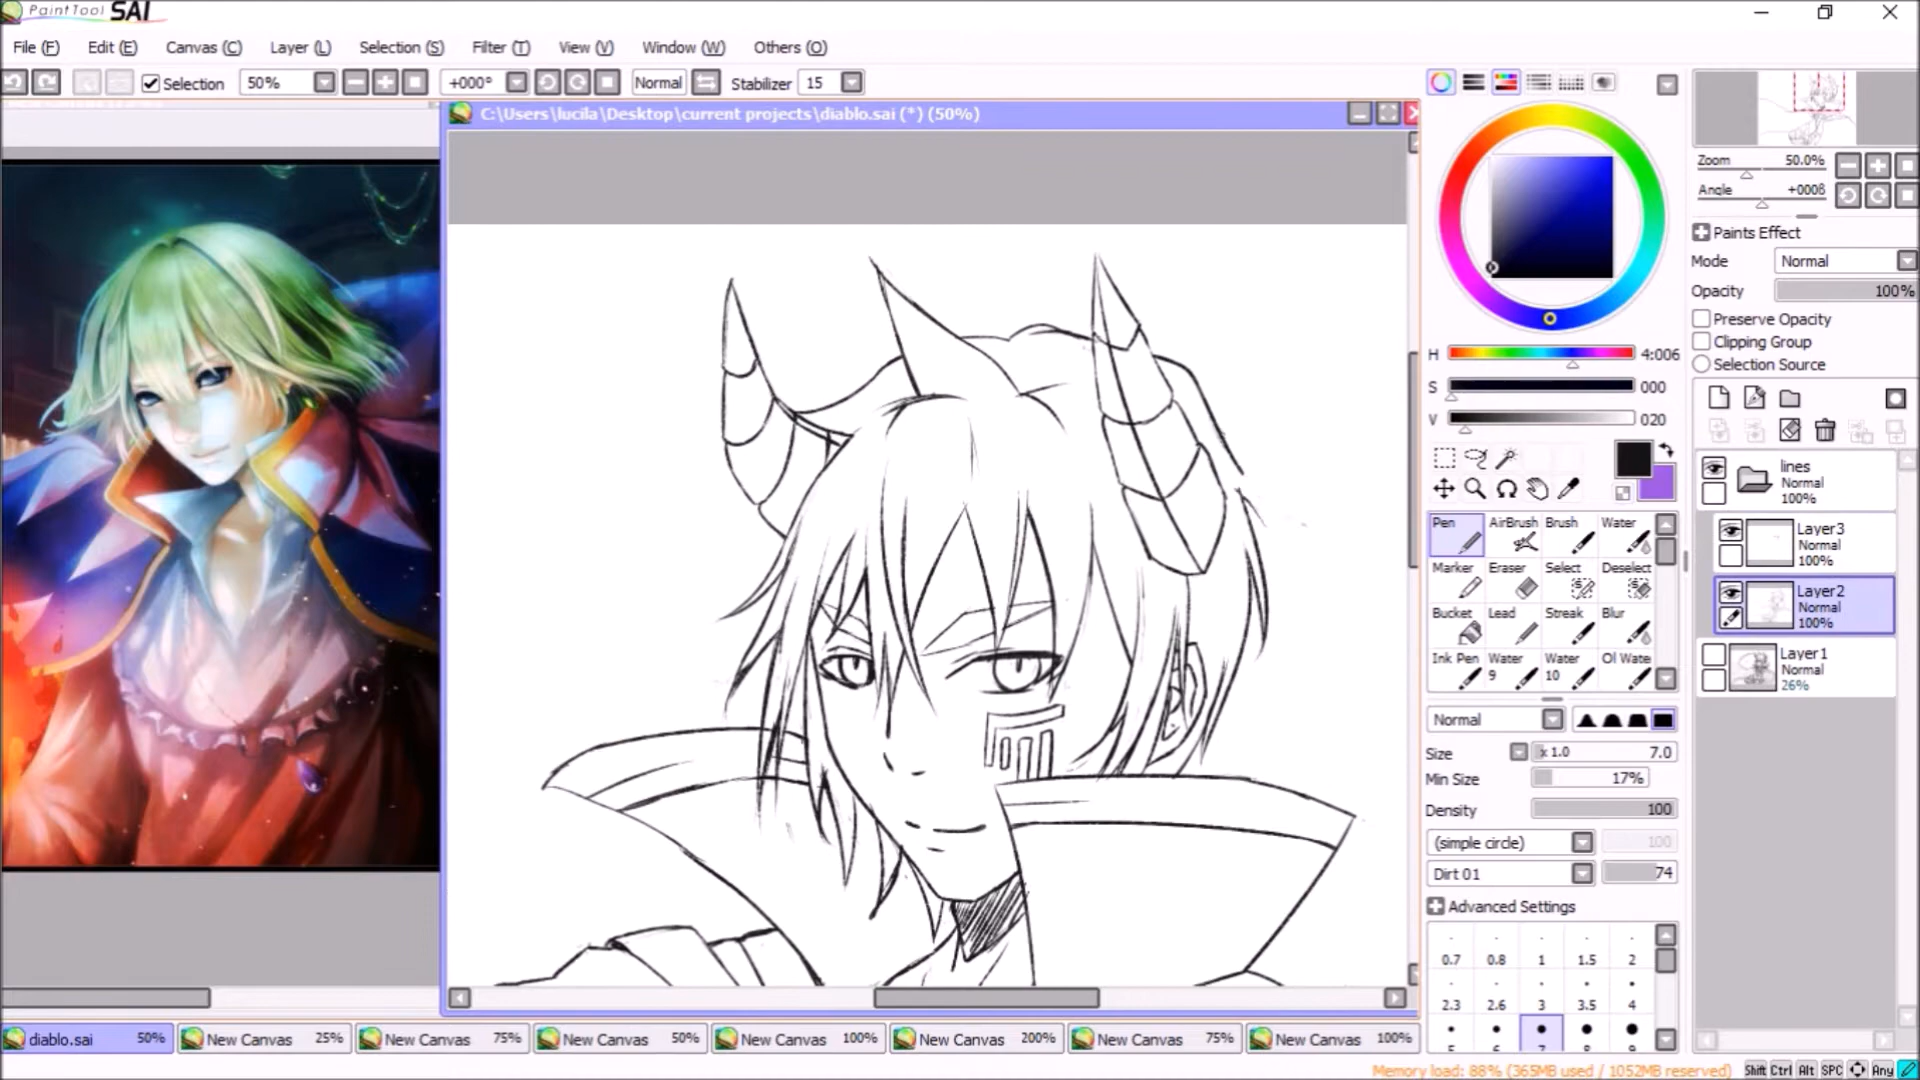 PaintTool SAI
File (F) Edit (E) Canvas (C) Layer (L) Selection (S) Filter (T) View (V) Window (W) Others (O)
Selection 50% +000° Normal Stabilizer 15
C:\Users\lucila\Desktop\current projects\diablo.sai (*) (50%)
Zoom 50.0%
Angle +000
Paints Effect
Mode Normal
Opacity 100%
Preserve Opacity
Clipping Group
Selection Source
H 4:006
S 000
V 020
lines
Normal
100%
Layer3
Normal
100%
Layer2
Normal
100%
Layer1
Normal
26%
Pen AirBrush Brush Water
Marker Eraser Select Deselect
Bucket Lead Streak Blur
Ink Pen Water 9 Water 10 Ol Wate
Normal
Size x 1.0 7.0
Min Size 17%
Density 100
(simple circle) 100
Dirt 01 74
Advanced Settings
0.7 0.8 1 1.5 2
2.3 2.6 3 3.5 4
5 6 7 8 9
diablo.sai 50% New Canvas 25% New Canvas 75% New Canvas 50% New Canvas 100% New Canvas 200% New Canvas 75% New Canvas 100%
Memory load: 88% (365MB used / 1052MB reserved) Shift Ctrl Alt SPC Any